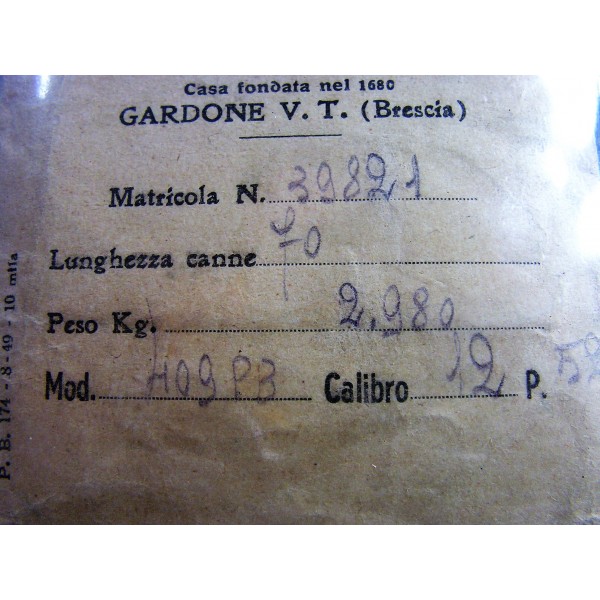 Casa fondata nel 1680
GARDONE V. T. (Brescia)
Matricola N. 39821
Lunghezza canne 70
Peso Kg. 2.980
Mod. 409 PB Calibro 12 P.
P. B. 174 - 8-49 - 10 mila